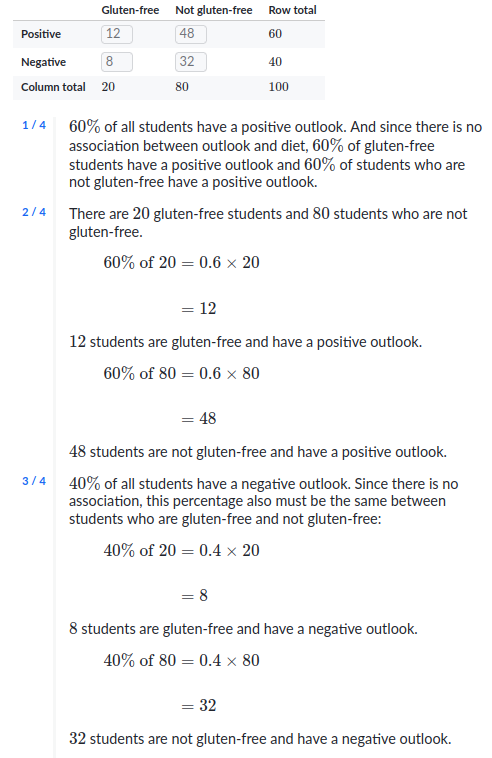 Gluten-free Not gluten-free Row total
Positive 12 48 60
Negative 8 32 40
Column total 20 80 100
1 / 4 60% of all students have a positive outlook. And since there is no
association between outlook and diet, 60% of gluten-free
students have a positive outlook and 60% of students who are
not gluten-free have a positive outlook.
2 / 4 There are 20 gluten-free students and 80 students who are not
gluten-free.
60% of 20 = 0.6 × 20
= 12
12 students are gluten-free and have a positive outlook.
60% of 80 = 0.6 × 80
= 48
48 students are not gluten-free and have a positive outlook.
3 / 4 40% of all students have a negative outlook. Since there is no
association, this percentage also must be the same between
students who are gluten-free and not gluten-free:
40% of 20 = 0.4 × 20
= 8
8 students are gluten-free and have a negative outlook.
40% of 80 = 0.4 × 80
= 32
32 students are not gluten-free and have a negative outlook.